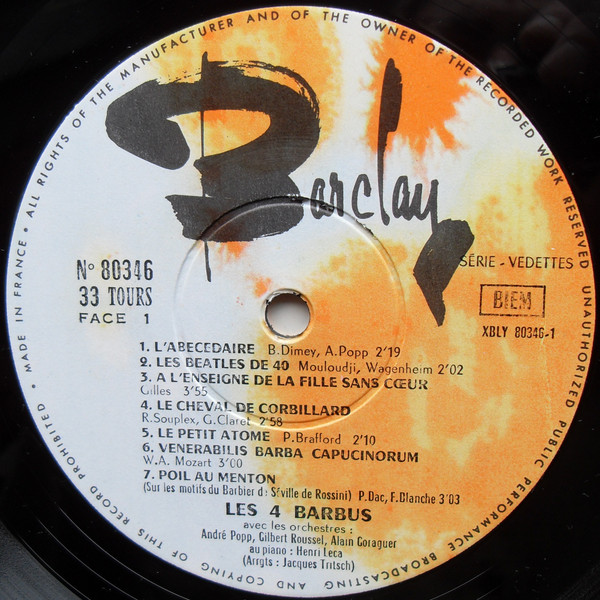 MADE IN FRANCE • ALL RIGHTS OF THE MANUFACTURER AND OF THE OWNER OF THE RECORDED WORK RESERVED UNAUTHORIZED PUBLIC PERFORMANCE BROADCASTING AND COPYING OF THIS RECORD PROHIBITED •
Barclay
N° 80346
33 TOURS
FACE 1
SÉRIE - VEDETTES
BIEM
XBLY 80346-1
1. L'ABECEDAIRE B.Dimey, A.Popp 2'19
2. LES BEATLES DE 40 Mouloudji, Wagenheim 2'02
3. A L'ENSEIGNE DE LA FILLE SANS CŒUR
Gilles 3'55
4. LE CHEVAL DE CORBILLARD
R.Souplex, G.Claret 2'58
5. LE PETIT ATOME P.Brafford 2'10
6. VENERABILIS BARBA CAPUCINORUM
W.A. Mozart 3'00
7. POIL AU MENTON
(Sur les motifs du Barbier d : Séville de Rossini) P.Dac, F.Blanche 3'03
LES 4 BARBUS
avec les orchestres :
André Popp, Gilbert Roussel, Alain Goraguer
au piano : Henri Leca
(Arrgts : Jacques Tritsch)